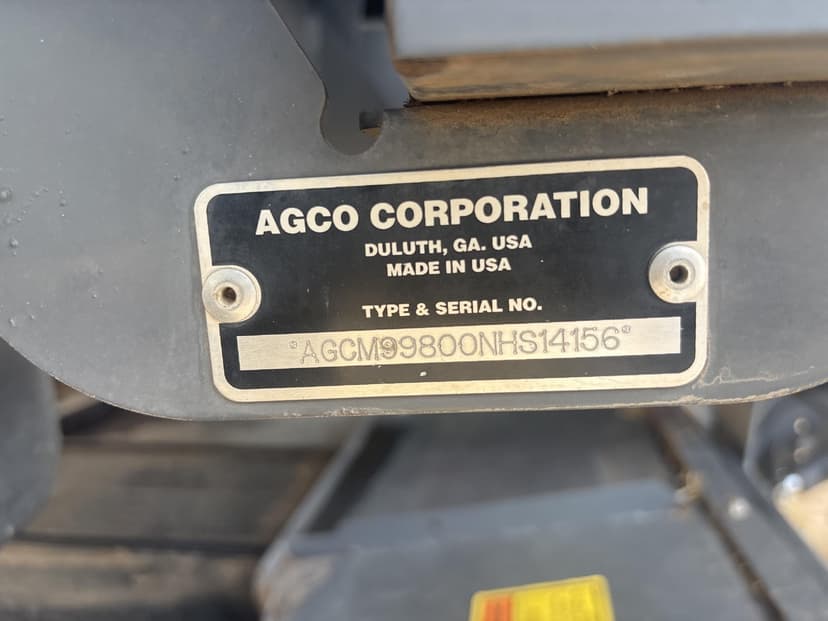 AGCO CORPORATION
DULUTH, GA. USA
MADE IN USA
TYPE & SERIAL NO.
*AGCM99800NHS14156*